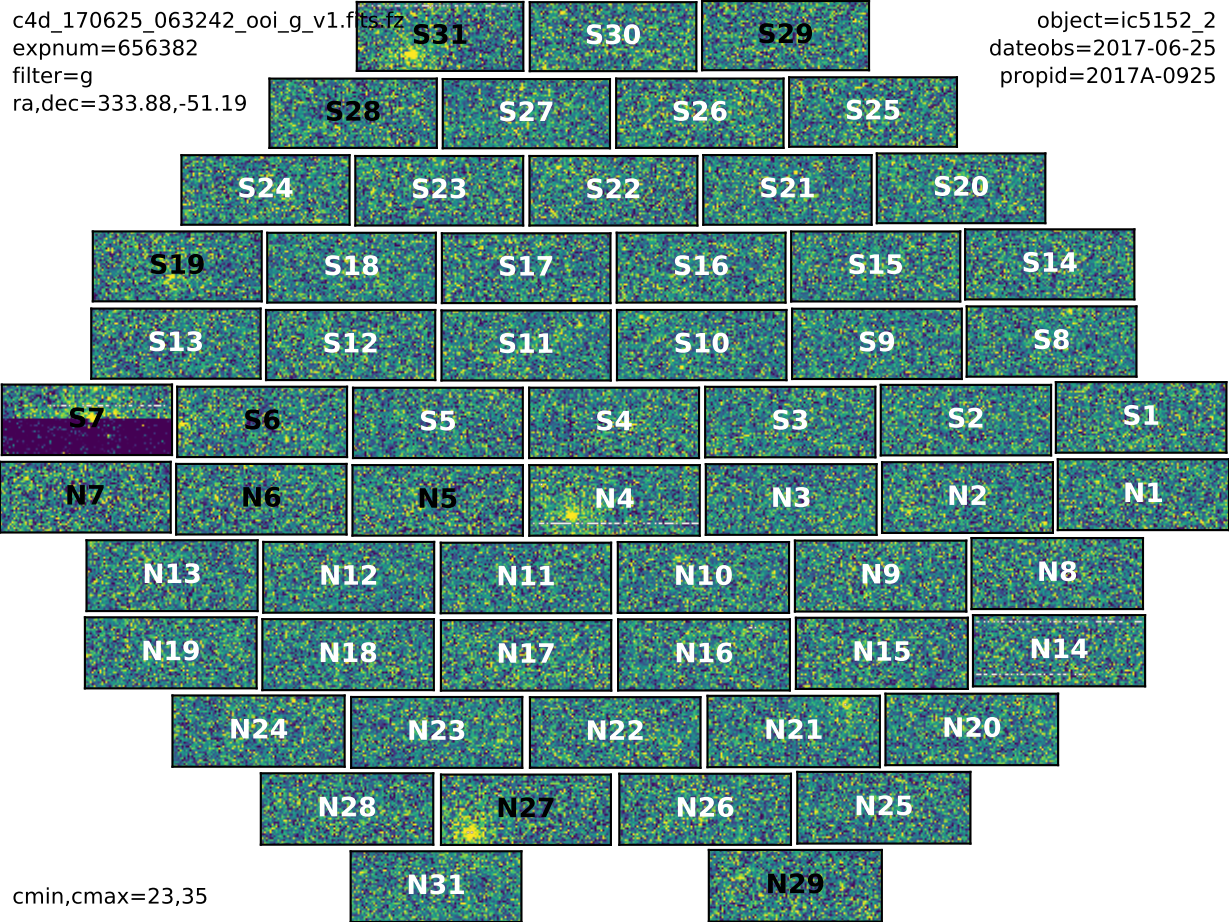 c4d_170625_063242_ooi_g_v1.fits.fz
expnum=656382
filter=g
ra,dec=333.88,-51.19
object=ic5152_2
dateobs=2017-06-25
propid=2017A-0925
S31 S30 S29
S28 S27 S26 S25
S24 S23 S22 S21 S20
S19 S18 S17 S16 S15 S14
S13 S12 S11 S10 S9 S8
S7 S6 S5 S4 S3 S2 S1
N7 N6 N5 N4 N3 N2 N1
N13 N12 N11 N10 N9 N8
N19 N18 N17 N16 N15 N14
N24 N23 N22 N21 N20
N28 N27 N26 N25
N31 N29
cmin,cmax=23,35